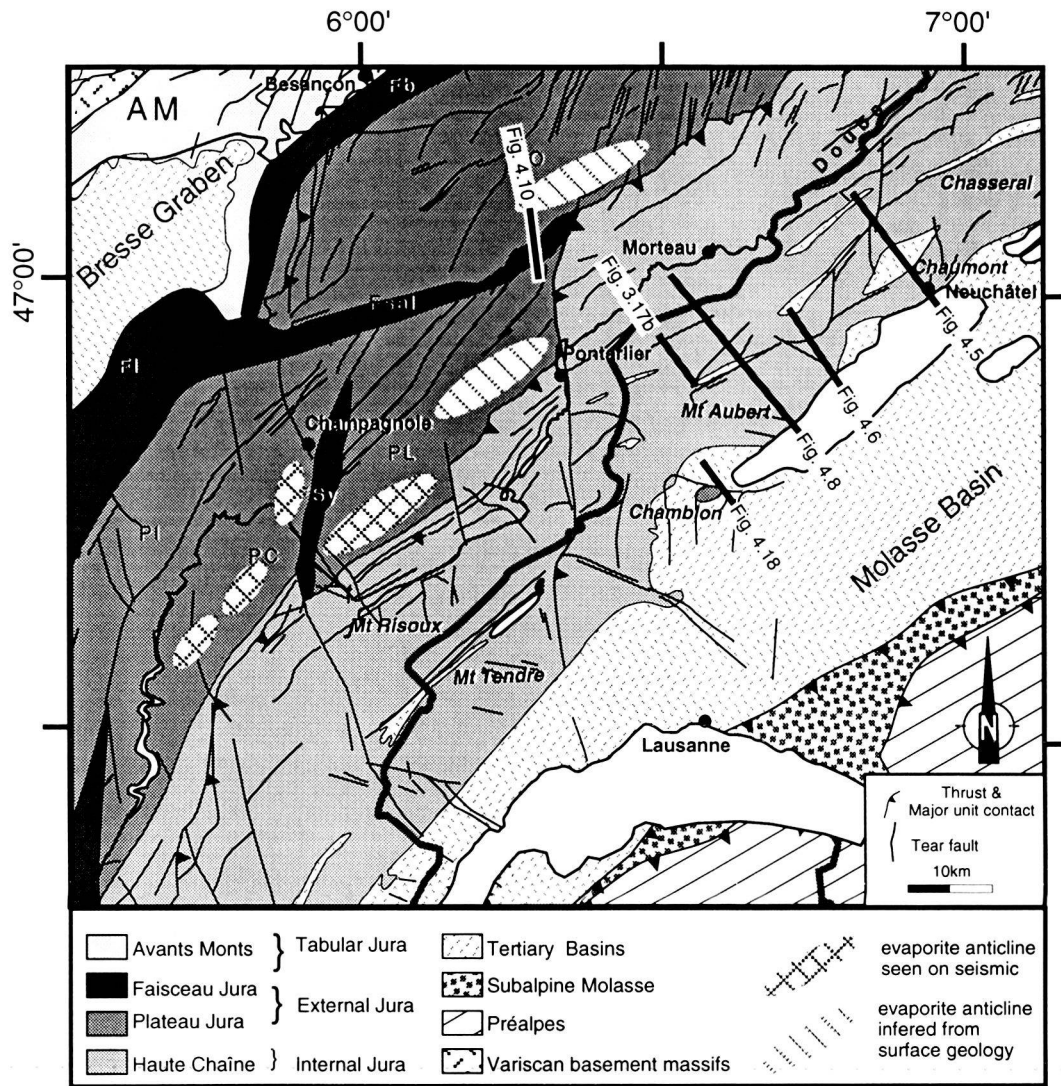 6°00'
7°00'
47°00'
Besançon
Fb
AM
Bresse Graben
Fig. 4.10
O
Doubs
Chasseral
Morteau
Chaumont
Neuchâtel
Fsal
Fig. 3.17b
Pontarlier
Fig. 4.5
Fl
Mt Aubert
Fig. 4.6
Champagnole
PL
Fig. 4.8
Sy
Chamblon
Fig. 4.18
Pl
PC
Molasse Basin
Mt Risoux
Mt Tendre
Lausanne
N
Thrust &
Major unit contact
Tear fault
10km
Avants Monts } Tabular Jura
Faisceau Jura
} External Jura
Plateau Jura
Haute Chaîne } Internal Jura
Tertiary Basins
Subalpine Molasse
Préalpes
Variscan basement massifs
evaporite anticline
seen on seismic
evaporite anticline
infered from
surface geology